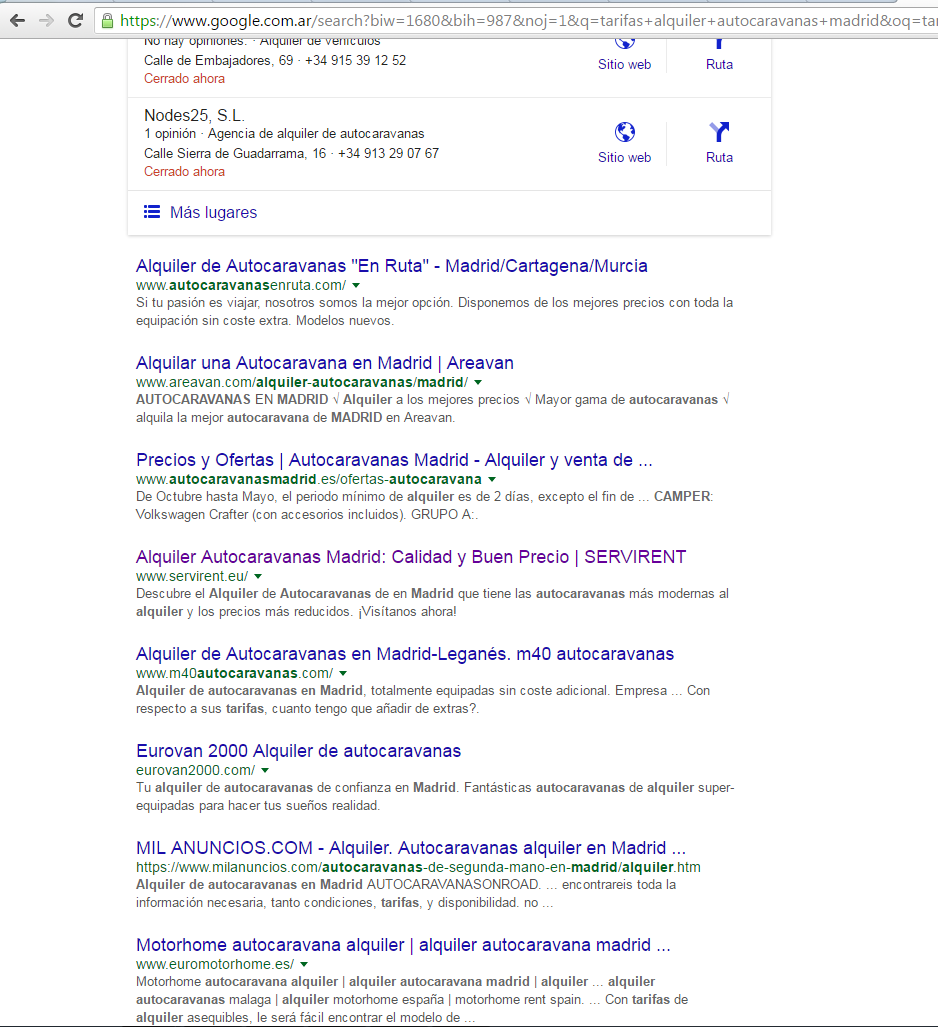 https://www.google.com.ar/search?biw=1680&bih=987&noj=1&q=tarifas+alquiler+autocaravanas+madrid&oq=tar
No hay opiniones. · Alquiler de vehículos
Calle de Embajadores, 69 · +34 915 39 12 52
Cerrado ahora
Sitio web
Ruta
Nodes25, S.L.
1 opinión · Agencia de alquiler de autocaravanas
Calle Sierra de Guadarrama, 16 · +34 913 29 07 67
Cerrado ahora
Sitio web
Ruta
Más lugares
Alquiler de Autocaravanas "En Ruta" - Madrid/Cartagena/Murcia
www.autocaravanasenruta.com/
Si tu pasión es viajar, nosotros somos la mejor opción. Disponemos de los mejores precios con toda la
equipación sin coste extra. Modelos nuevos.
Alquilar una Autocaravana en Madrid | Areavan
www.areavan.com/alquiler-autocaravanas/madrid/
AUTOCARAVANAS EN MADRID √ Alquiler a los mejores precios √ Mayor gama de autocaravanas √
alquila la mejor autocaravana de MADRID en Areavan.
Precios y Ofertas | Autocaravanas Madrid - Alquiler y venta de ...
www.autocaravanasmadrid.es/ofertas-autocaravana
De Octubre hasta Mayo, el periodo mínimo de alquiler es de 2 días, excepto el fin de ... CAMPER:
Volkswagen Crafter (con accesorios incluidos). GRUPO A:.
Alquiler Autocaravanas Madrid: Calidad y Buen Precio | SERVIRENT
www.servirent.eu/
Descubre el Alquiler de Autocaravanas de en Madrid que tiene las autocaravanas más modernas al
alquiler y los precios más reducidos. ¡Visítanos ahora!
Alquiler de Autocaravanas en Madrid-Leganés. m40 autocaravanas
www.m40autocaravanas.com/
Alquiler de autocaravanas en Madrid, totalmente equipadas sin coste adicional. Empresa ... Con
respecto a sus tarifas, cuanto tengo que añadir de extras?.
Eurovan 2000 Alquiler de autocaravanas
eurovan2000.com/
Tu alquiler de autocaravanas de confianza en Madrid. Fantásticas autocaravanas de alquiler super-
equipadas para hacer tus sueños realidad.
MIL ANUNCIOS.COM - Alquiler. Autocaravanas alquiler en Madrid ...
https://www.milanuncios.com/autocaravanas-de-segunda-mano-en-madrid/alquiler.htm
Alquiler de autocaravanas en Madrid AUTOCARAVANASONROAD. ... encontrareis toda la
información necesaria, tanto condiciones, tarifas, y disponibilidad. no ...
Motorhome autocaravana alquiler | alquiler autocaravana madrid ...
www.euromotorhome.es/
Motorhome autocaravana alquiler | alquiler autocaravana madrid | alquiler ... alquiler
autocaravanas malaga | alquiler motorhome españa | motorhome rent spain. ... Con tarifas de
alquiler asequibles, le será fácil encontrar el modelo de ...